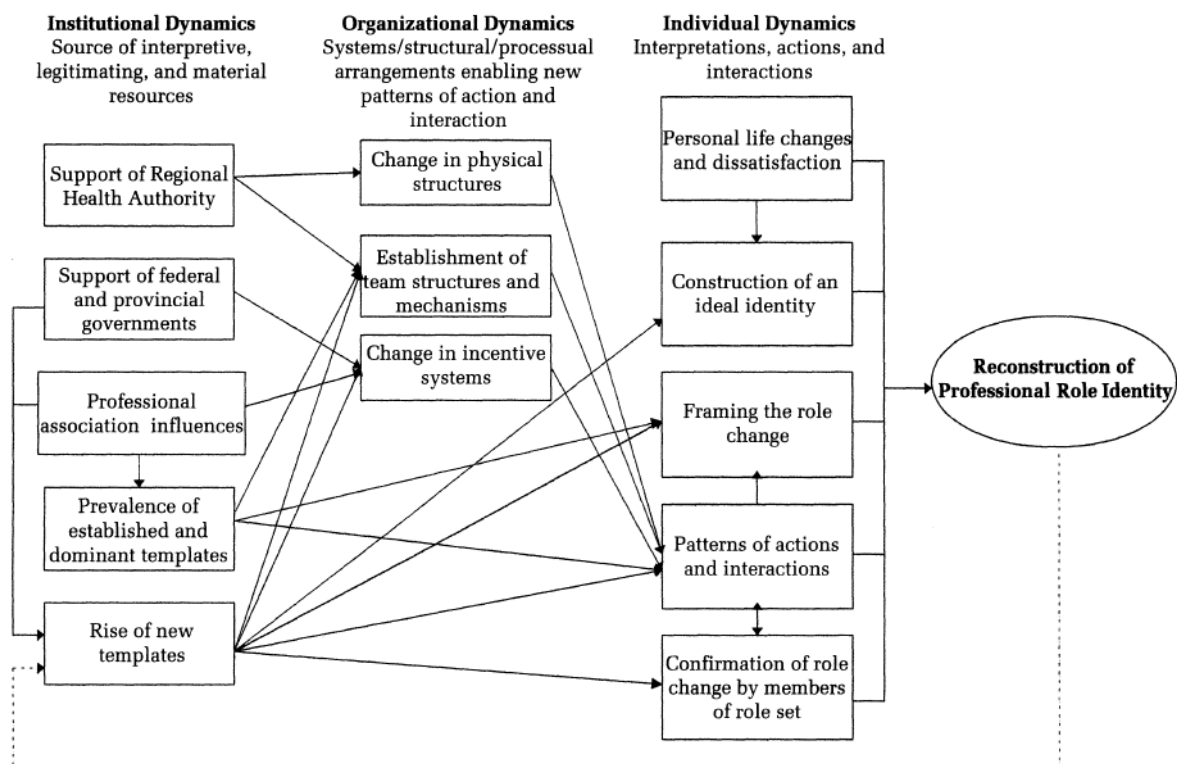 Institutional Dynamics
Source of interpretive,
legitimating, and material
resources
Organizational Dynamics
Systems/structural/processual
arrangements enabling new
patterns of action and
interaction
Individual Dynamics
Interpretations, actions, and
interactions
Support of Regional
Health Authority
Support of federal
and provincial
governments
Professional
association influences
Prevalence of
established and
dominant templates
Rise of new
templates
Change in physical
structures
Establishment of
team structures and
mechanisms
Change in incentive
systems
Personal life changes
and dissatisfaction
Construction of an
ideal identity
Framing the role
change
Patterns of actions
and interactions
Confirmation of role
change by members
of role set
Reconstruction of
Professional Role Identity